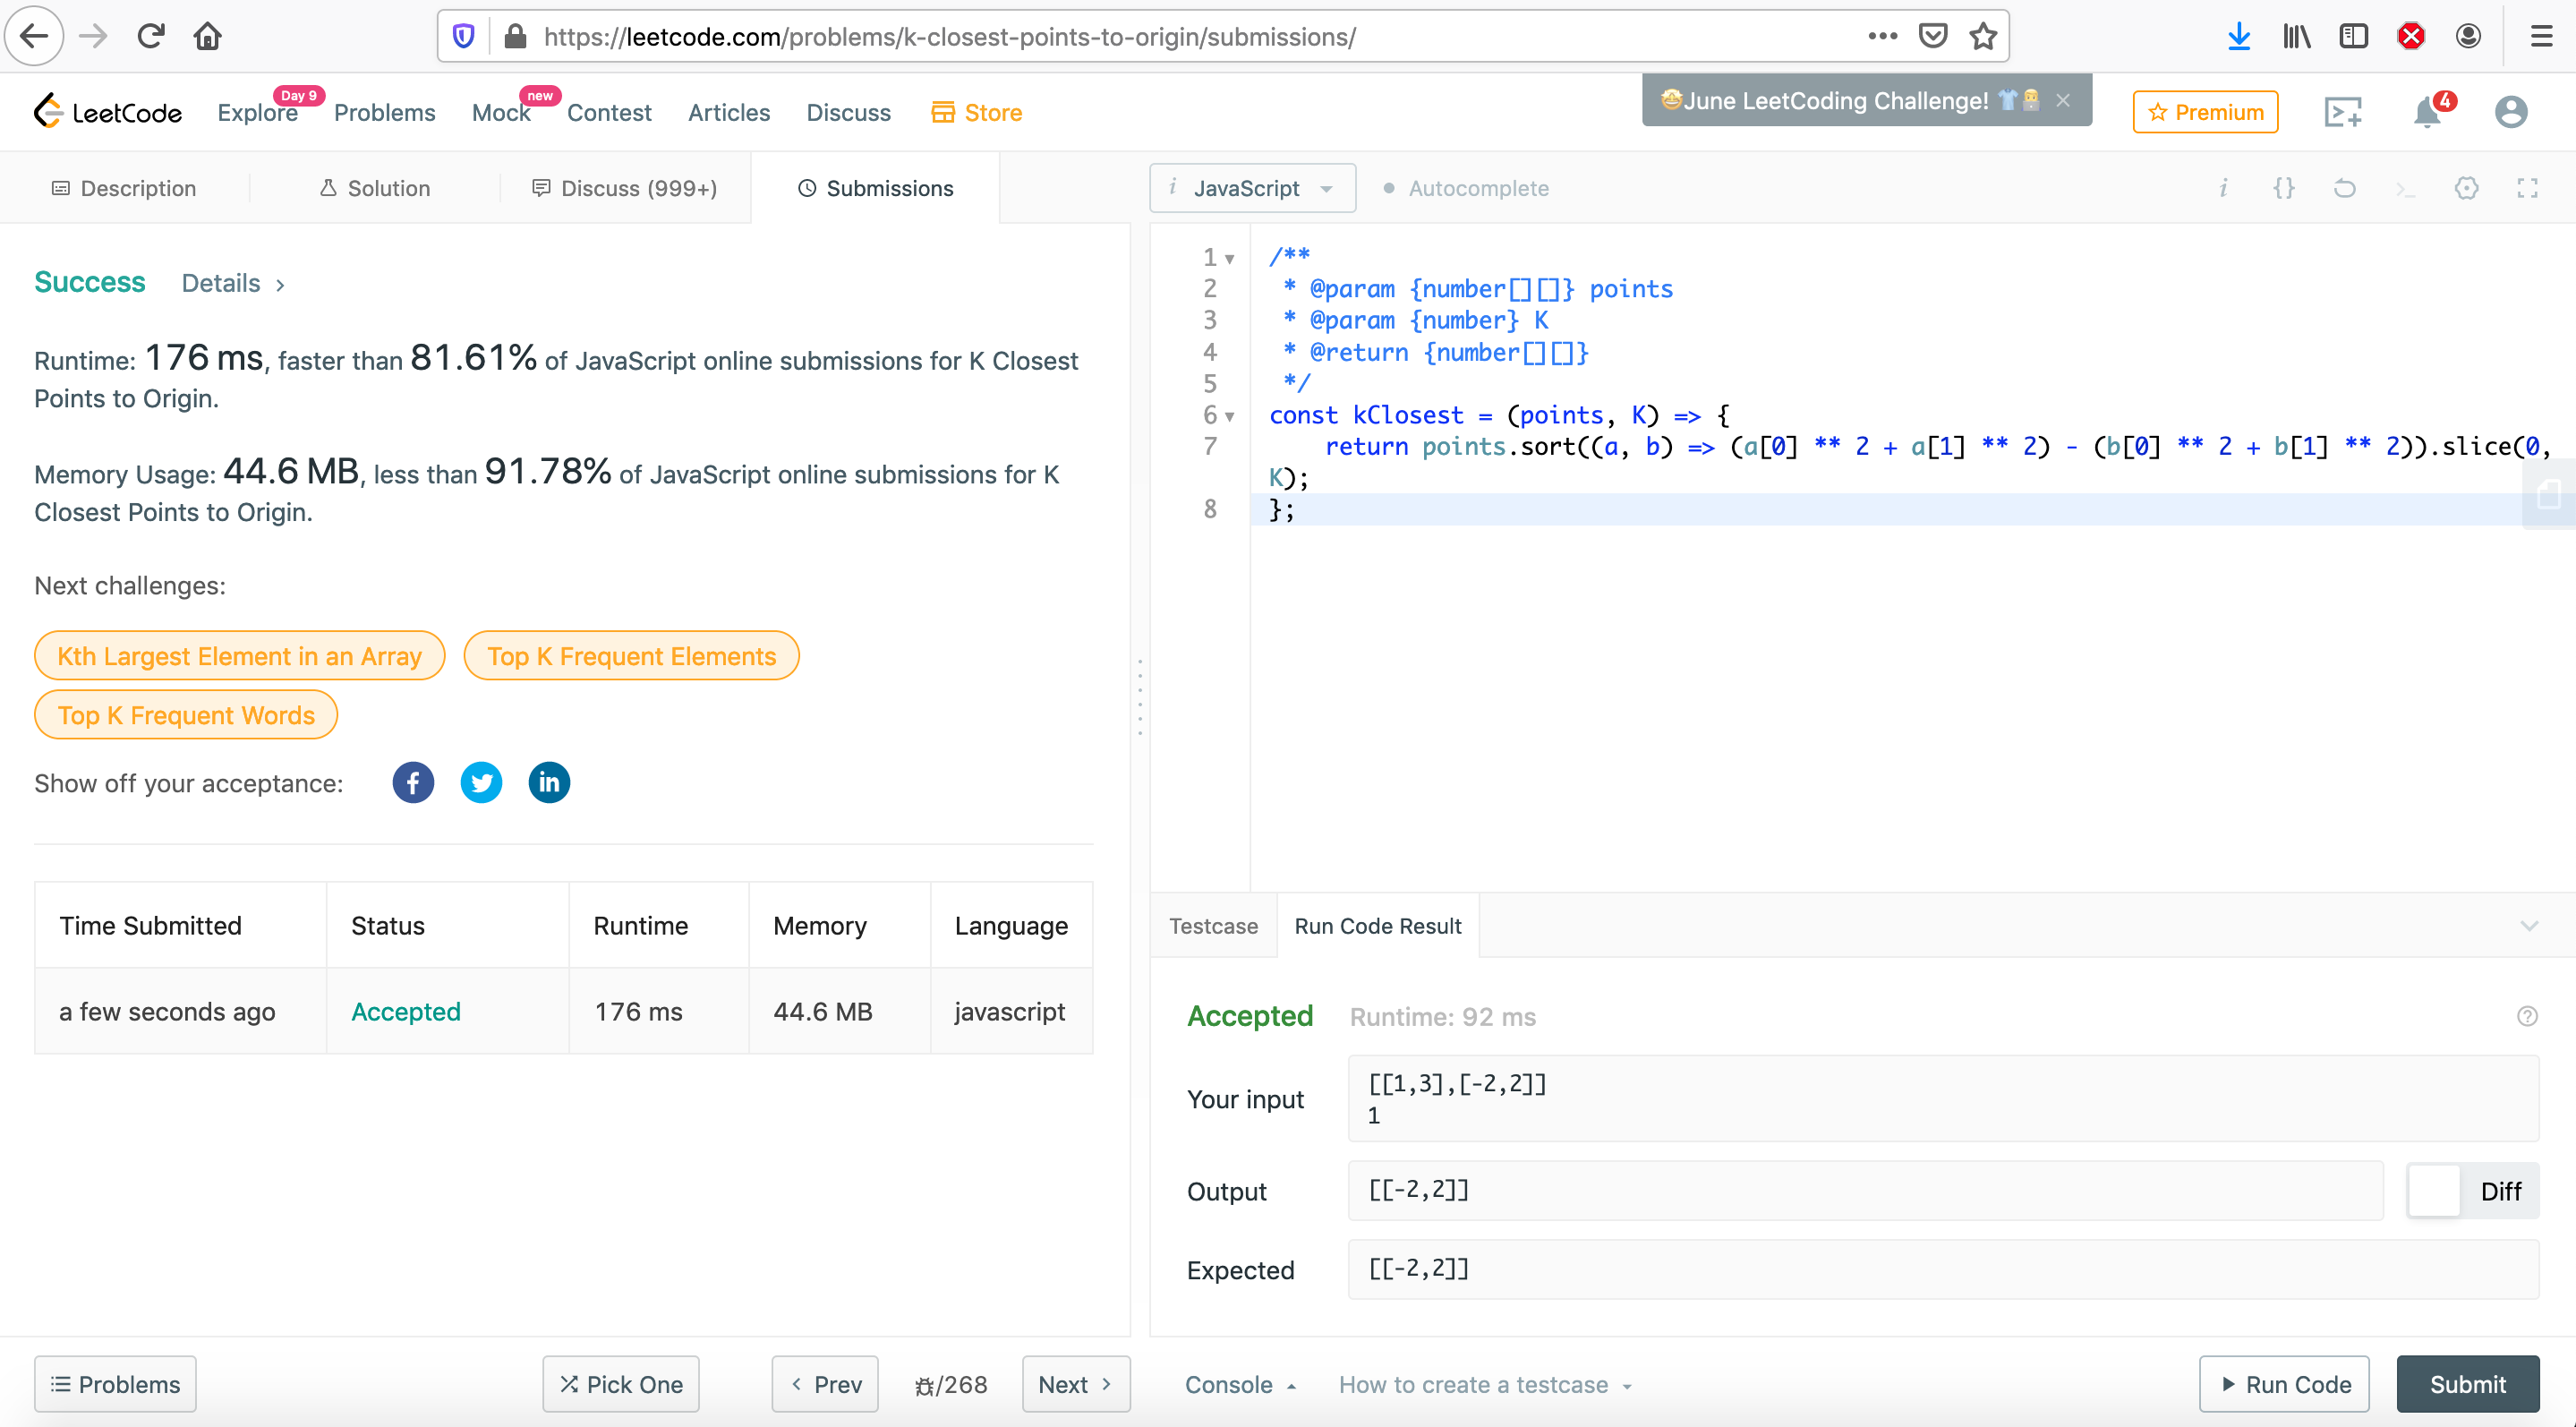 https://leetcode.com/problems/k-closest-points-to-origin/submissions/
LeetCode
Explore
Day 9
Problems
Mock
new
Contest
Articles
Discuss
Store
🤩June LeetCoding Challenge! 👕👨‍💻
Premium
4
Description
Solution
Discuss (999+)
Submissions
i JavaScript
Autocomplete
i
{}
Success
Details
Runtime: 176 ms, faster than 81.61% of JavaScript online submissions for K Closest
Points to Origin.
Memory Usage: 44.6 MB, less than 91.78% of JavaScript online submissions for K
Closest Points to Origin.
Next challenges:
Kth Largest Element in an Array
Top K Frequent Elements
Top K Frequent Words
Show off your acceptance:
f
in
Time Submitted Status Runtime Memory Language
a few seconds ago Accepted 176 ms 44.6 MB javascript
1 /**
2  * @param {number[][]} points
3  * @param {number} K
4  * @return {number[][]}
5  */
6 const kClosest = (points, K) => {
7     return points.sort((a, b) => (a[0] ** 2 + a[1] ** 2) - (b[0] ** 2 + b[1] ** 2)).slice(0,
K);
8 };
Testcase
Run Code Result
Accepted
Runtime: 92 ms
Your input
[[1,3],[-2,2]]
1
Output
[[-2,2]]
Diff
Expected
[[-2,2]]
Problems
Pick One
Prev
/268
Next
Console
How to create a testcase
Run Code
Submit